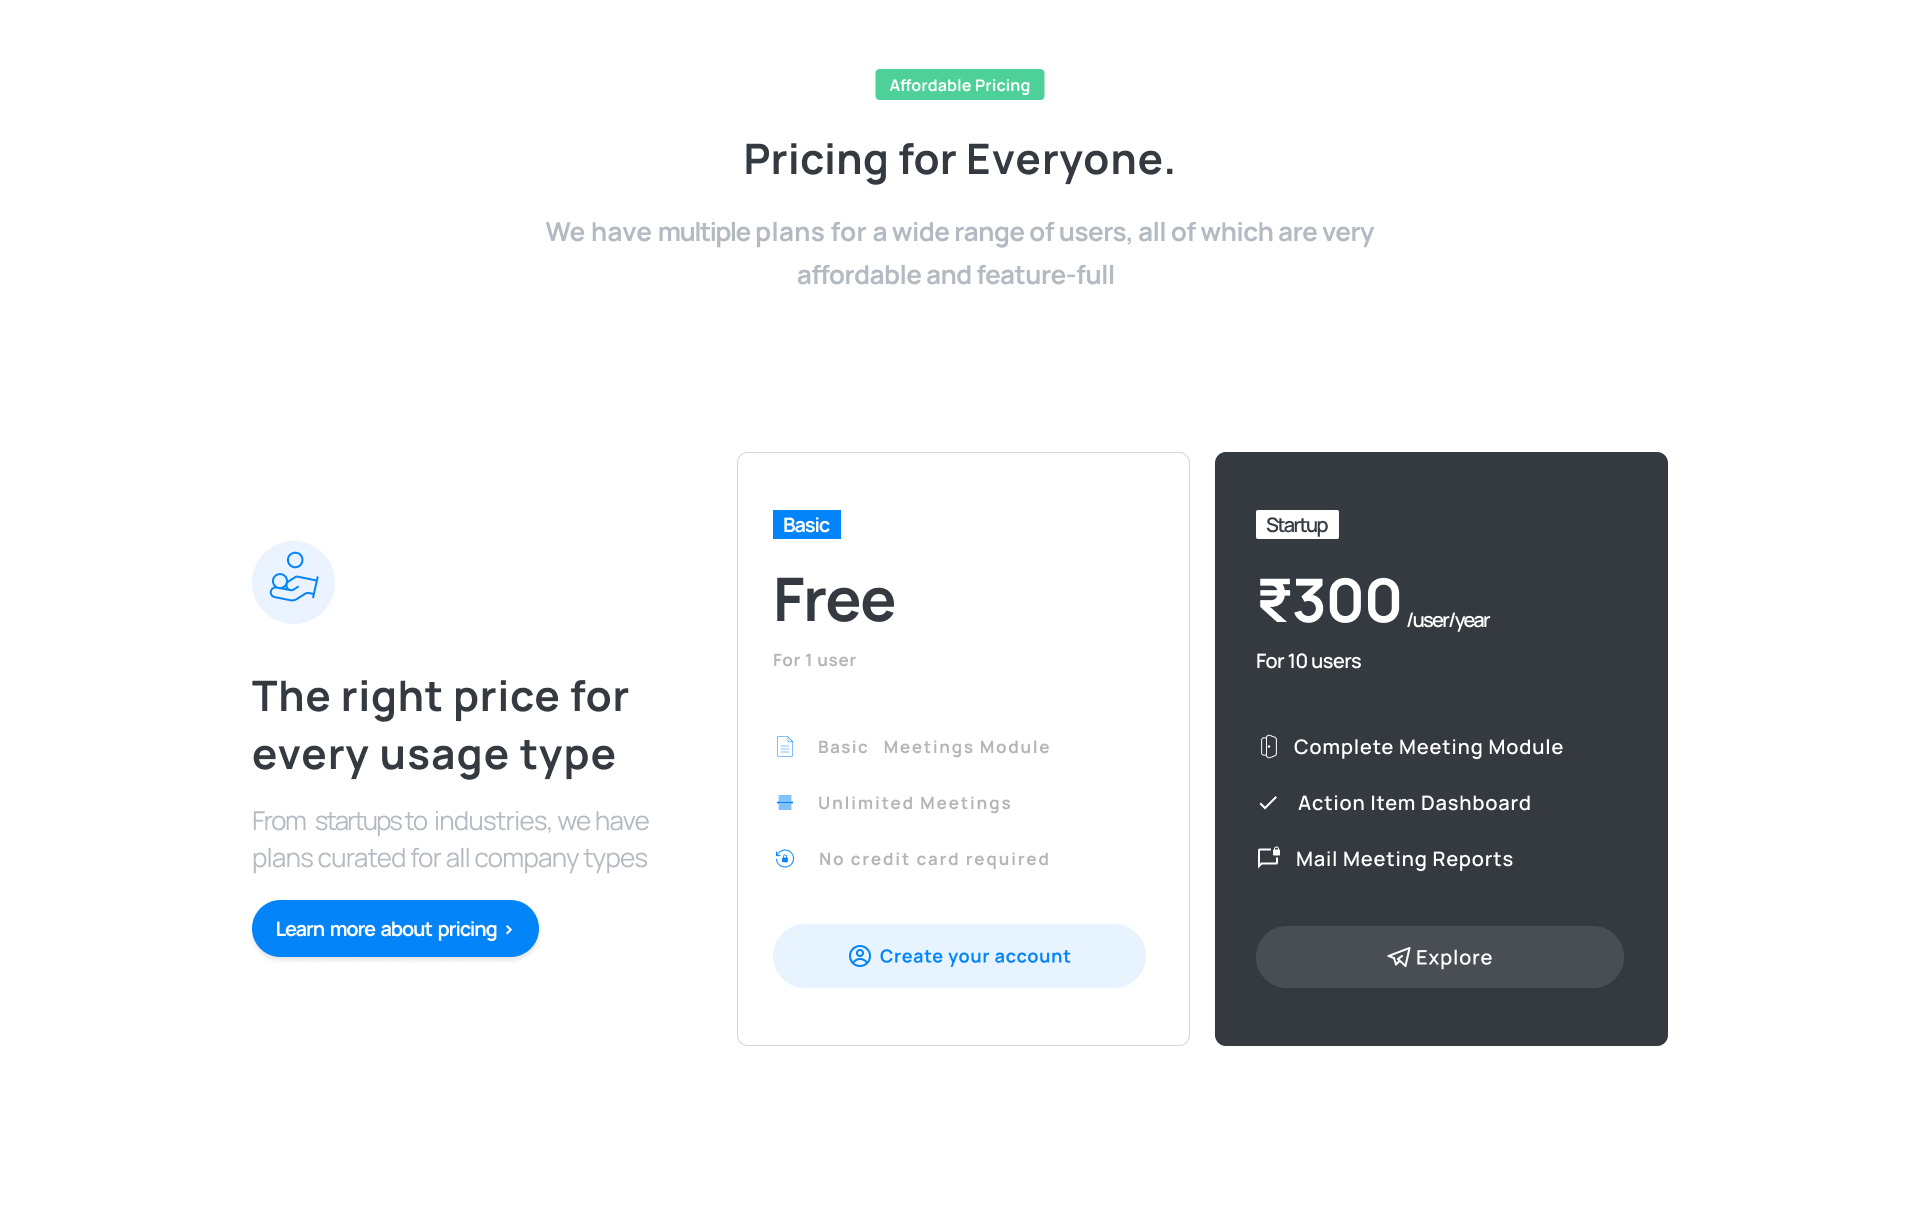 Affordable Pricing
Pricing for Everyone.
We have multiple plans for a wide range of users, all of which are very
affordable and feature-full
The right price for
every usage type
From startups to industries, we have
plans curated for all company types
Learn more about pricing ›
Basic
Free
For 1 user
Basic Meetings Module
Unlimited Meetings
No credit card required
Create your account
Startup
₹300 /user/year
For 10 users
Complete Meeting Module
Action Item Dashboard
Mail Meeting Reports
Explore